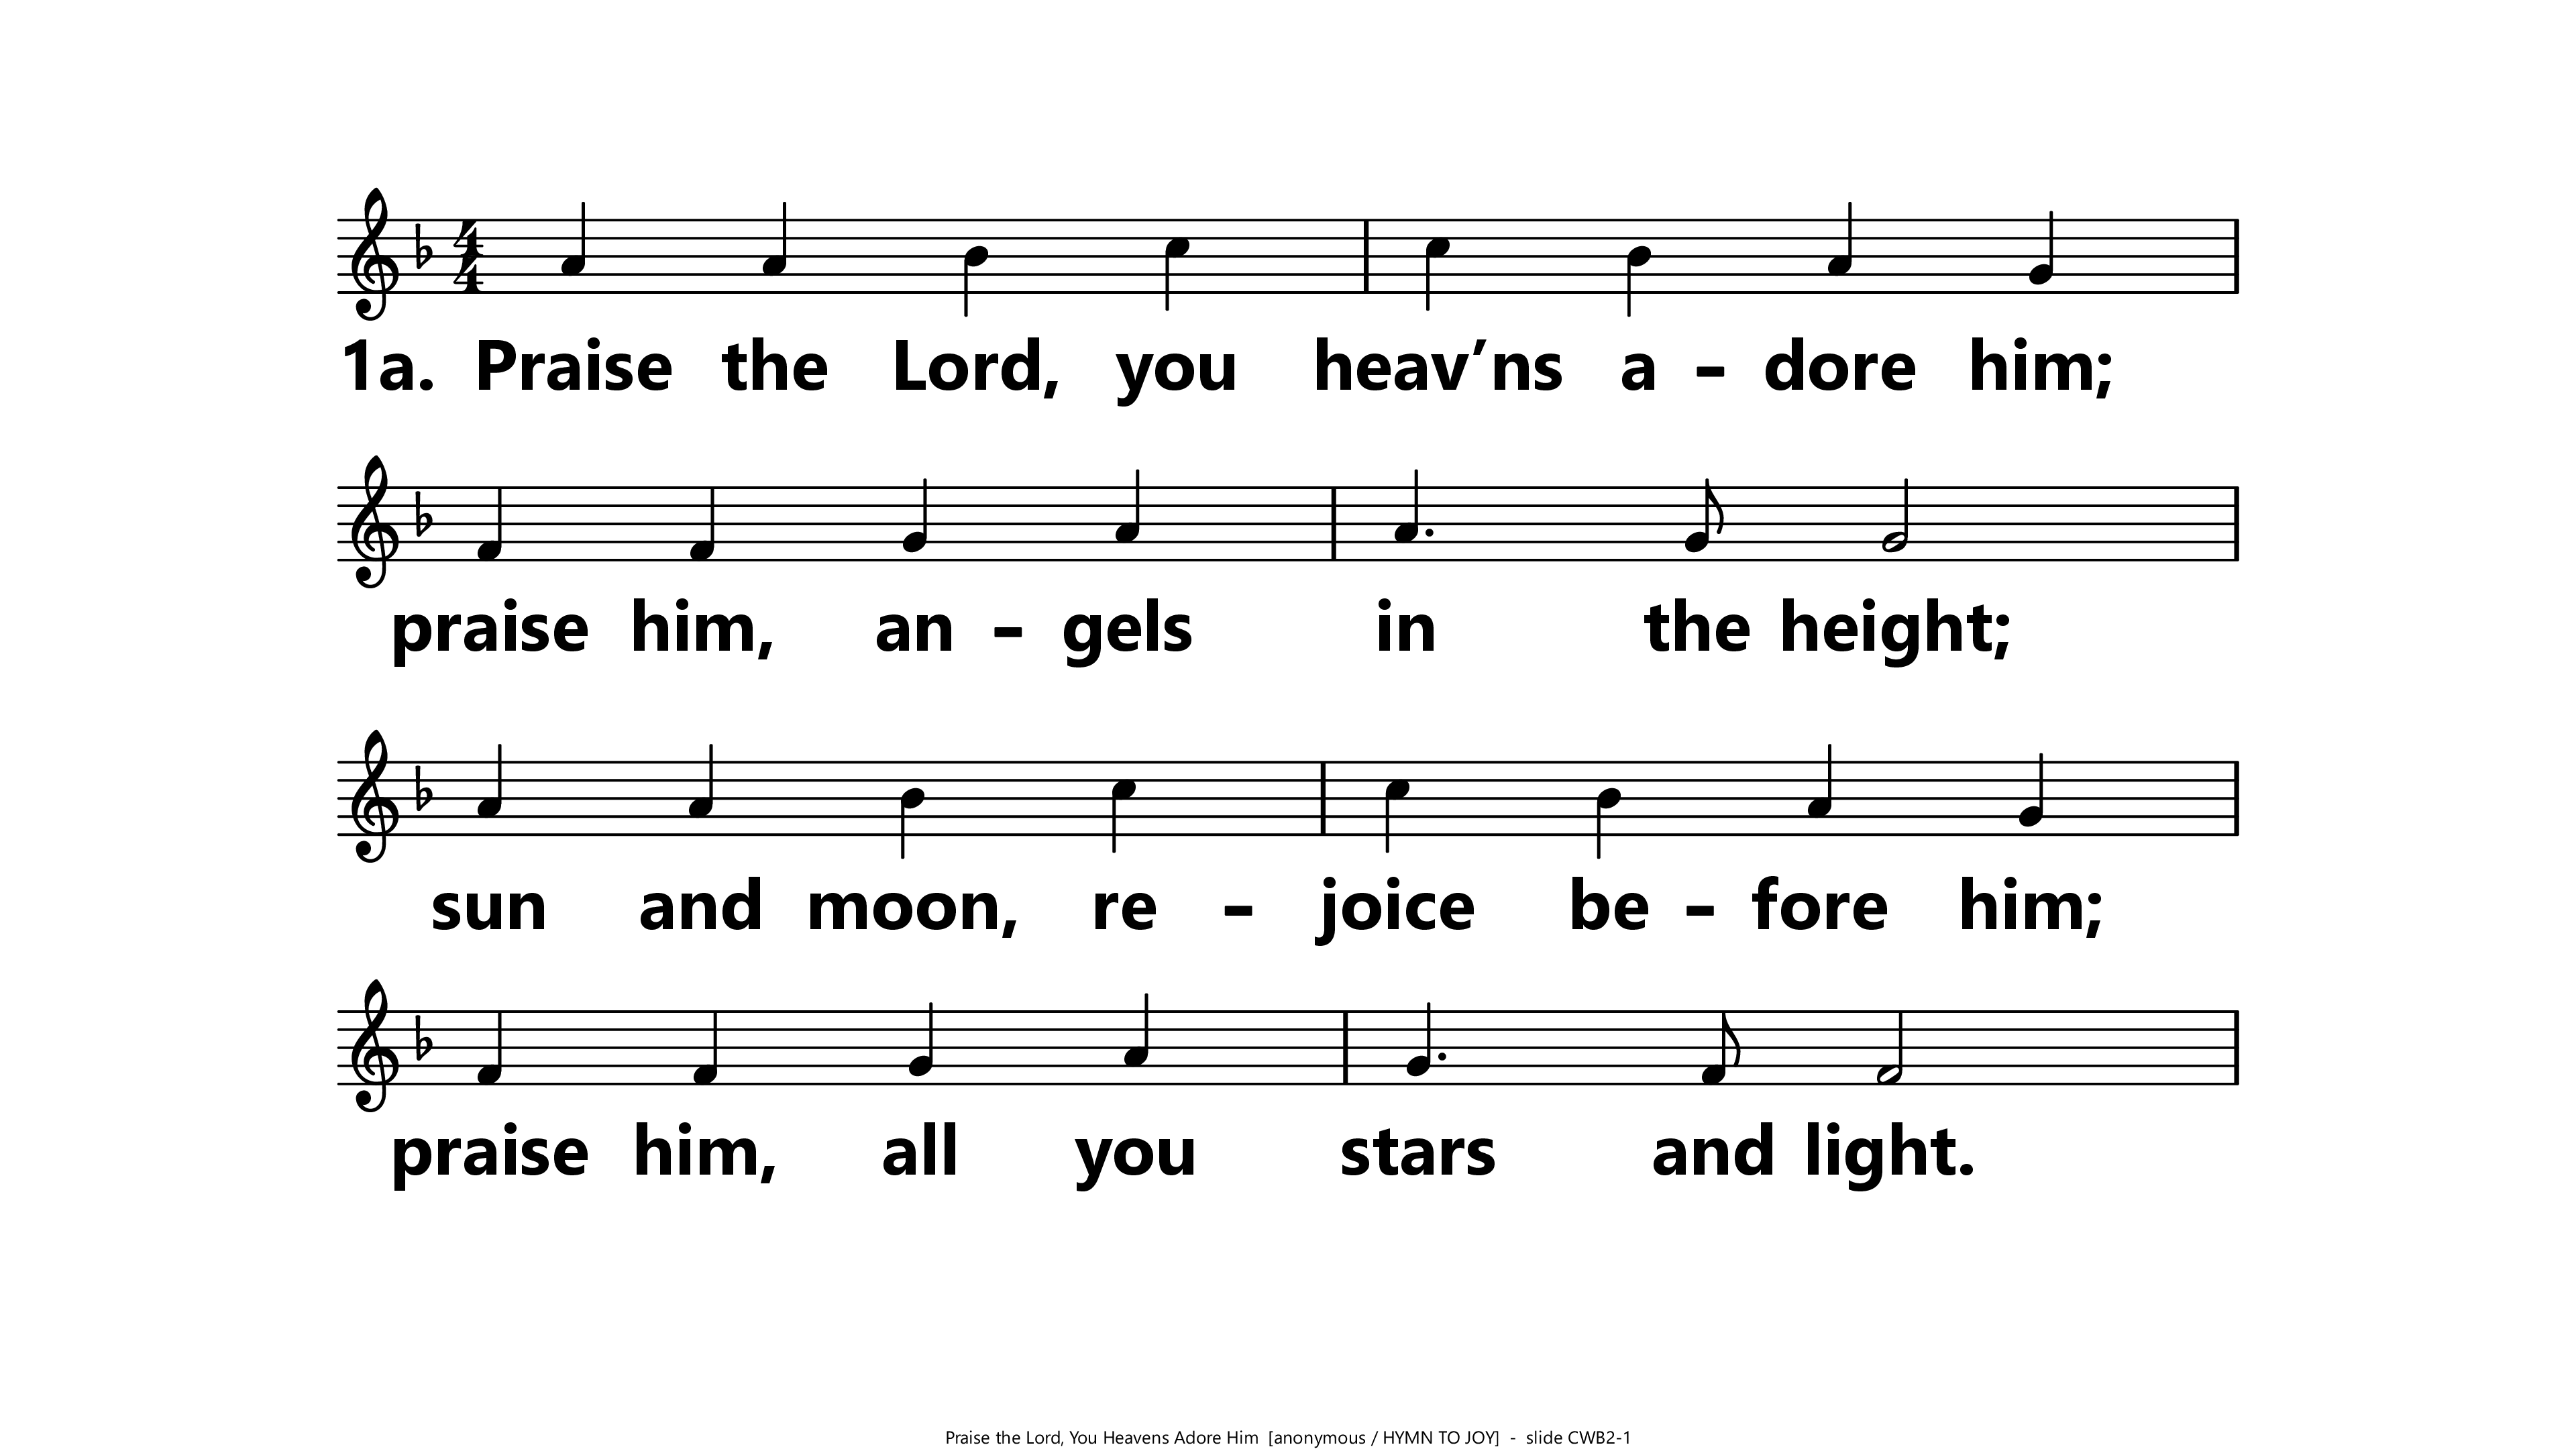 4
4
1a. Praise the Lord, you heav’ns a - dore him;
praise him, an - gels in the height;
sun and moon, re - joice be - fore him;
praise him, all you stars and light.
Praise the Lord, You Heavens Adore Him [anonymous / HYMN TO JOY] - slide CWB2-1